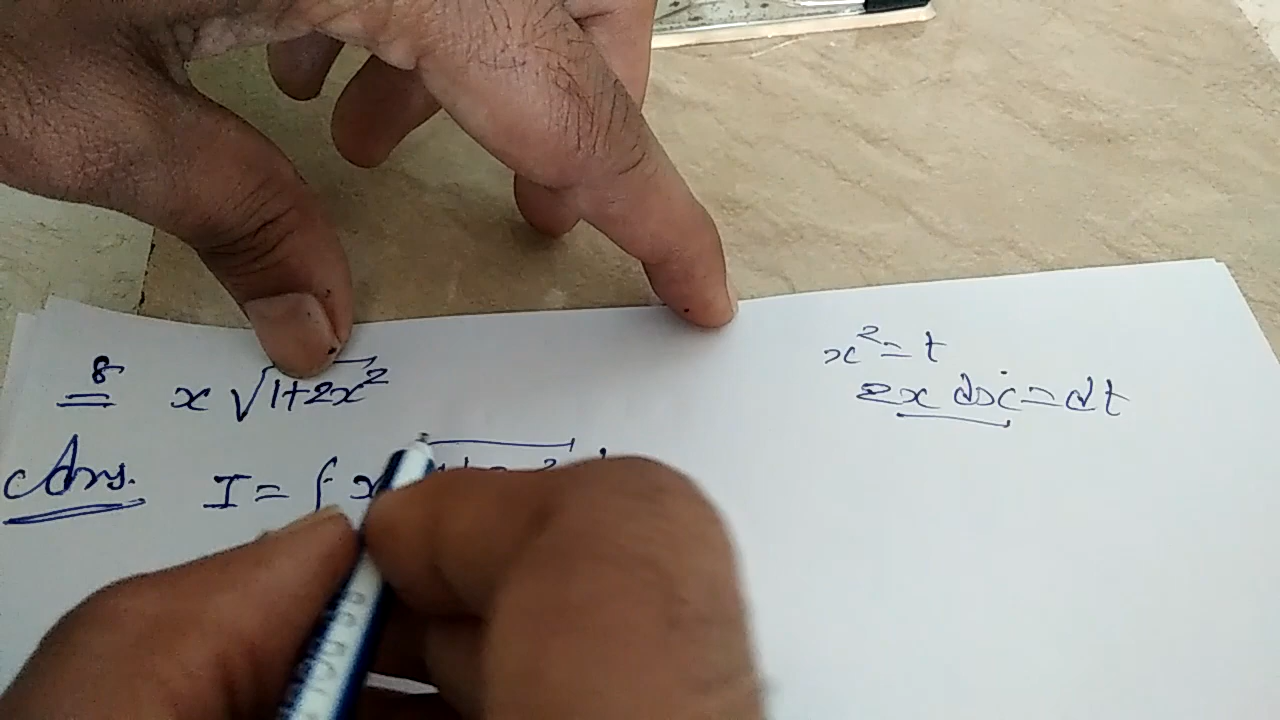 8 x √1+2x²
x² = t
2x dx = dt
Ans. I = ∫ x